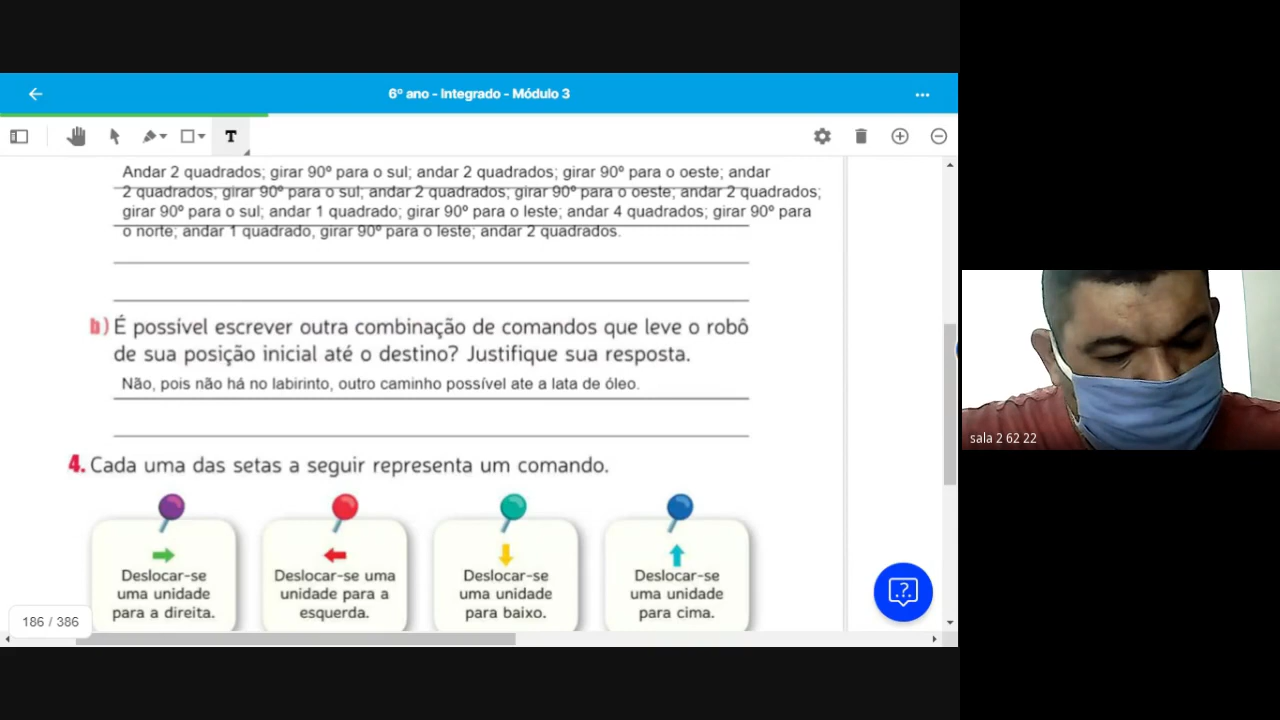 6º ano - Integrado - Módulo 3
T
Andar 2 quadrados; girar 90º para o sul; andar 2 quadrados; girar 90º para o oeste; andar
2 quadrados; girar 90º para o sul; andar 2 quadrados; girar 90º para o oeste; andar 2 quadrados;
girar 90º para o sul; andar 1 quadrado; girar 90º para o leste; andar 4 quadrados; girar 90º para
o norte; andar 1 quadrado, girar 90º para o leste; andar 2 quadrados.
b) É possível escrever outra combinação de comandos que leve o robô
de sua posição inicial até o destino? Justifique sua resposta.
Não, pois não há no labirinto, outro caminho possível ate a lata de óleo.
4. Cada uma das setas a seguir representa um comando.
Deslocar-se
uma unidade
para a direita.
Deslocar-se uma
unidade para a
esquerda.
Deslocar-se
uma unidade
para baixo.
Deslocar-se
uma unidade
para cima.
186 / 386
sala 2 62 22